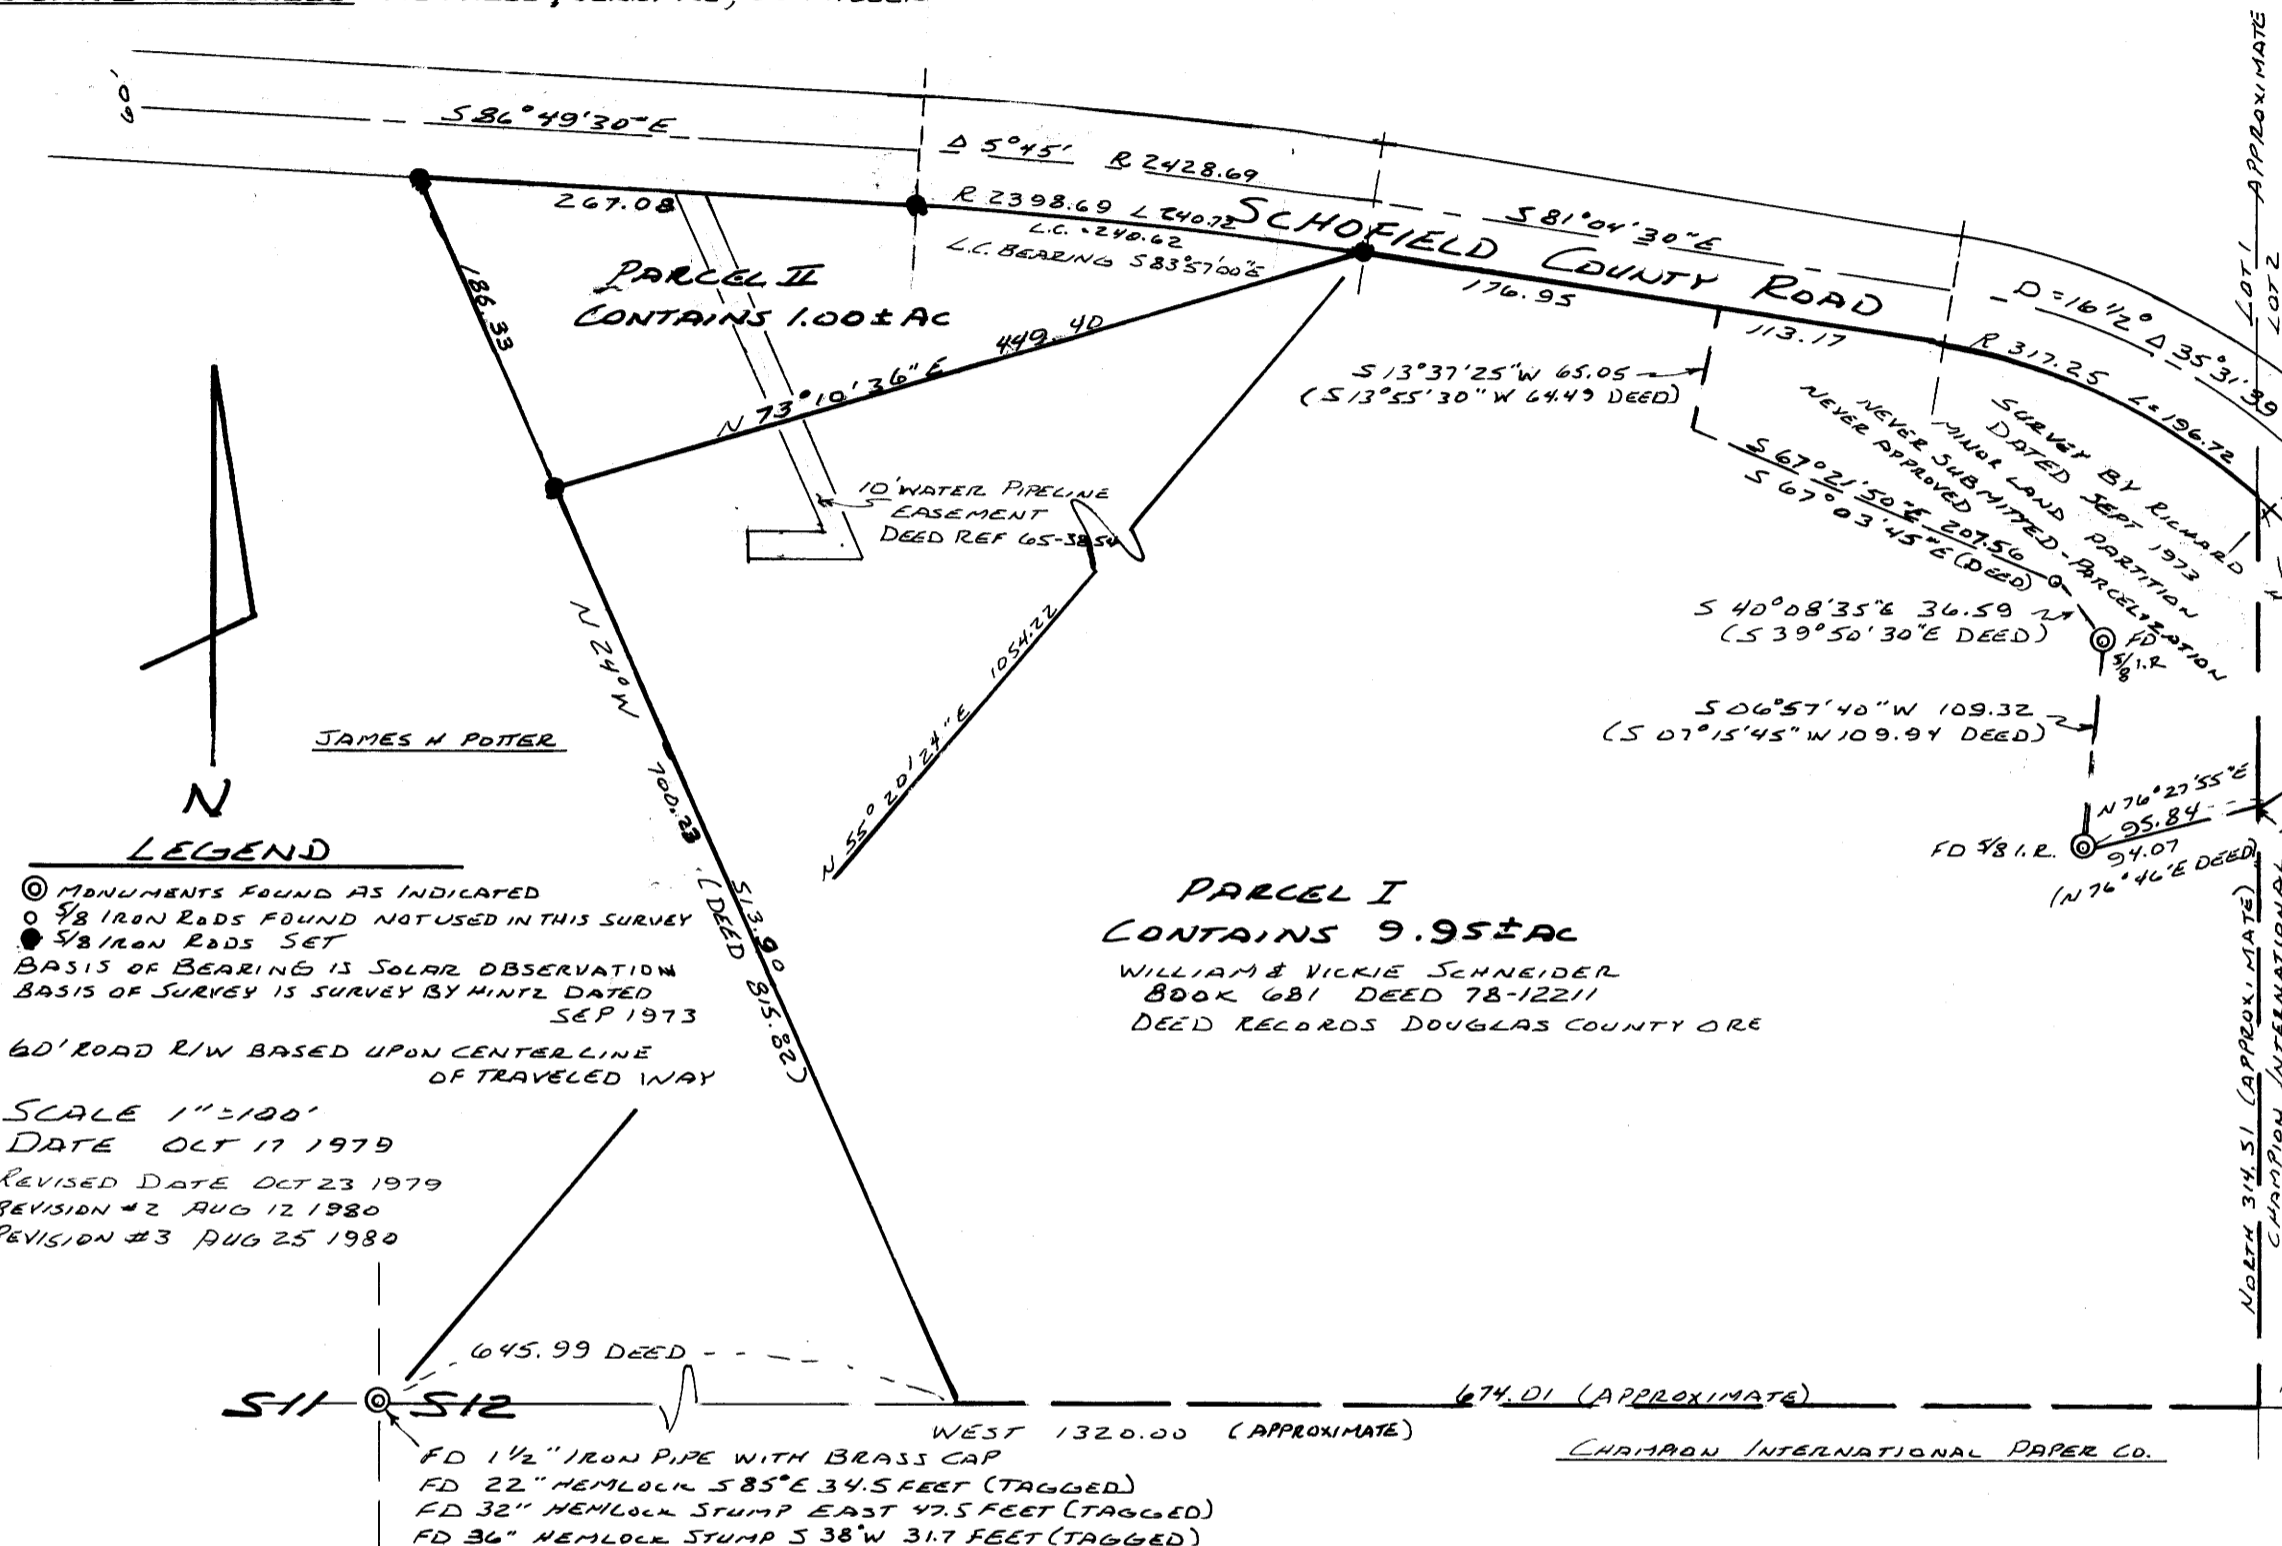 60'
S 86°49'30"E
Δ 5°45' R 2428.69
R 2398.69 L 240.72
L.C. = 240.62
L.C. BEARING S 83°57'00"E
SCHOFIELD COUNTY ROAD
S 81°04'30"E
D = 16 1/2° Δ 35°31'39
R 317.25 L = 196.72
LOT 1
LOT 2
APPROXIMATE
267.08
186.33
PARCEL II
CONTAINS 1.00± AC
N 73°10'36"E 449.40
176.95
113.17
S 13°37'25"W 65.05
(S 13°55'30"W 64.49 DEED)
SURVEY BY RICHARD
DATED SEPT 1973
MINOR LAND PARTITION
NEVER SUBMITTED - PARCELIZATION
NEVER APPROVED
S 67°21'50"E 207.56
S 67°03'45"E (DEED)
10' WATER PIPELINE
EASEMENT
DEED REF 65-3854
S 40°08'35"E 36.59
(S 39°50'30"E DEED)
FD
5/8 I.R
S 06°57'40"W 109.32
(S 07°15'45"W 109.94 DEED)
N 76°27'55"E
95.84
94.07
(N 76°46'E DEED)
FD 5/8 I.R.
N 24°W
700.23
513.90
(DEED 815.82)
N 55°20'24"E 1054.22
JAMES H POTTER
N
LEGEND
MONUMENTS FOUND AS INDICATED
5/8 IRON RODS FOUND NOT USED IN THIS SURVEY
5/8 IRON RODS SET
BASIS OF BEARING IS SOLAR OBSERVATION
BASIS OF SURVEY IS SURVEY BY HINTZ DATED
SEP 1973
60' ROAD R/W BASED UPON CENTERLINE
OF TRAVELED WAY
SCALE 1"=100'
DATE OCT 17 1979
REVISED DATE OCT 23 1979
REVISION #2 AUG 12 1980
REVISION #3 AUG 25 1980
PARCEL I
CONTAINS 9.95± AC
WILLIAM & VICKIE SCHNEIDER
BOOK 681 DEED 78-12211
DEED RECORDS DOUGLAS COUNTY ORE
NORTH 314.51 (APPROXIMATE)
CHAMPION INTERNATIONAL
645.99 DEED
S11 S12
674.01 (APPROXIMATE)
WEST 1320.00 (APPROXIMATE)
CHAMPION INTERNATIONAL PAPER CO.
FD 1 1/2" IRON PIPE WITH BRASS CAP
FD 22" HEMLOCK S 85°E 34.5 FEET (TAGGED)
FD 32" HEMLOCK STUMP EAST 47.5 FEET (TAGGED)
FD 36" HEMLOCK STUMP S 38°W 31.7 FEET (TAGGED)